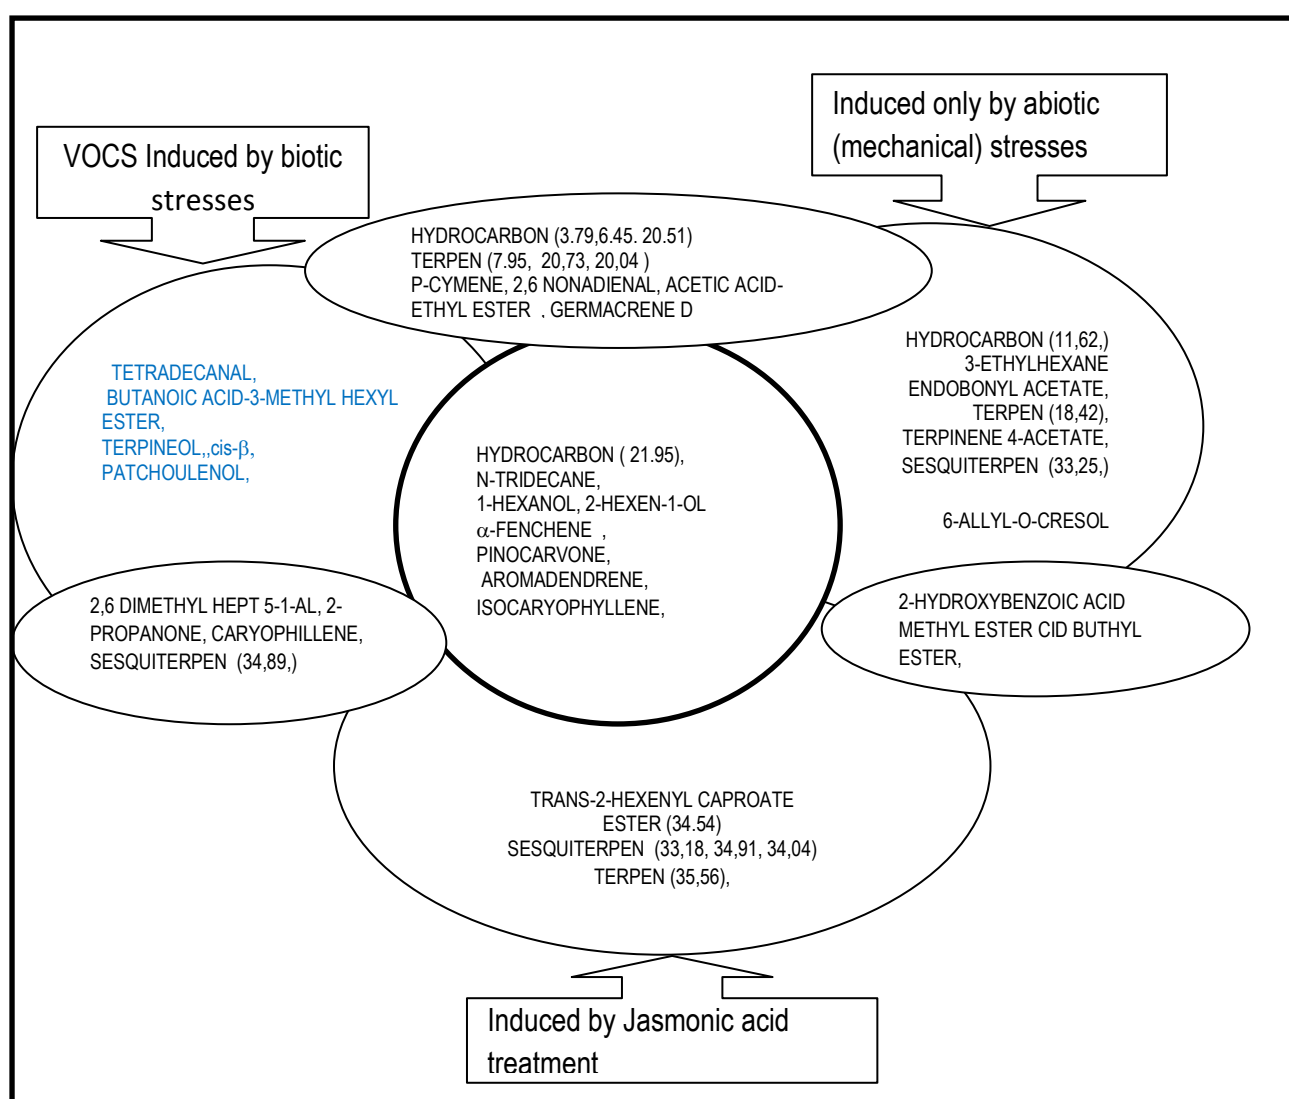 Induced only by abiotic
(mechanical) stresses
VOCS Induced by biotic
stresses
HYDROCARBON (3.79,6.45. 20.51)
TERPEN (7.95,  20,73, 20,04 )
P-CYMENE, 2,6 NONADIENAL, ACETIC ACID-
ETHYL ESTER  , GERMACRENE D
TETRADECANAL,
BUTANOIC ACID-3-METHYL HEXYL
ESTER,
TERPINEOL,,cis-β,
PATCHOULENOL,
HYDROCARBON (11,62,)
3-ETHYLHEXANE
ENDOBONYL ACETATE,
TERPEN (18,42),
TERPINENE 4-ACETATE,
SESQUITERPEN (33,25,)
6-ALLYL-O-CRESOL
HYDROCARBON ( 21.95),
N-TRIDECANE,
1-HEXANOL, 2-HEXEN-1-OL
α-FENCHENE  ,
PINOCARVONE,
AROMADENDRENE,
ISOCARYOPHYLLENE,
2,6 DIMETHYL HEPT 5-1-AL, 2-
PROPANONE, CARYOPHILLENE,
SESQUITERPEN  (34,89,)
2-HYDROXYBENZOIC ACID
METHYL ESTER CID BUTHYL
ESTER,
TRANS-2-HEXENYL CAPROATE
ESTER (34.54)
SESQUITERPEN  (33,18, 34,91, 34,04)
TERPEN (35,56),
Induced by Jasmonic acid
treatment